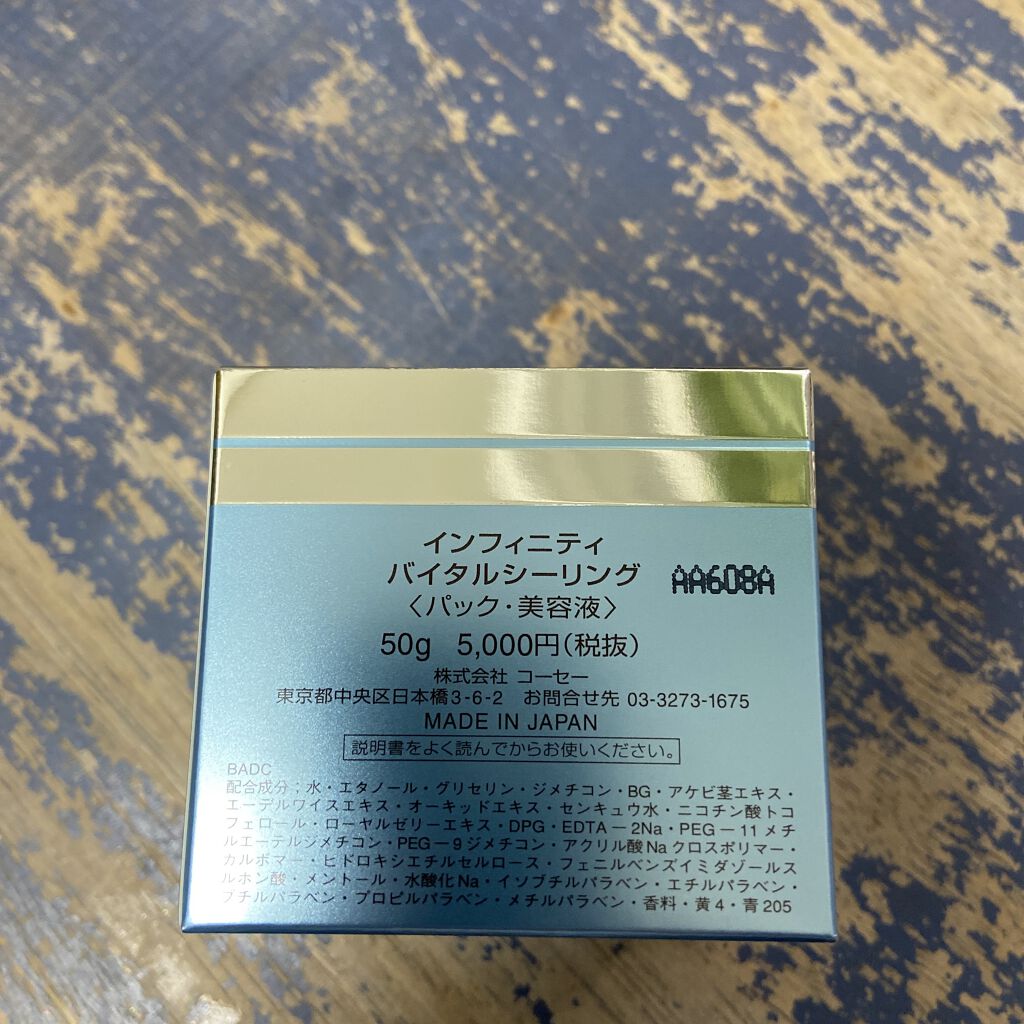 インフィニティ
バイタルシーリング AA608A
〈パック・美容液〉
50g 5,000円(税抜)
株式会社 コーセー
東京都中央区日本橋3-6-2 お問合せ先 03-3273-1675
MADE IN JAPAN
説明書をよく読んでからお使いください。
BADC
配合成分；水・エタノール・グリセリン・ジメチコン・BG・アケビ茎エキス・
エーデルワイスエキス・オーキッドエキス・センキュウ水・ニコチン酸トコ
フェロール・ローヤルゼリーエキス・DPG・EDTA－2Na・PEG－11メチ
ルエーテルジメチコン・PEG－9ジメチコン・アクリル酸Naクロスポリマー・
カルボマー・ヒドロキシエチルセルロース・フェニルベンズイミダゾールス
ルホン酸・メントール・水酸化Na・イソブチルパラベン・エチルパラベン・
ブチルパラベン・プロピルパラベン・メチルパラベン・香料・黄4・青205